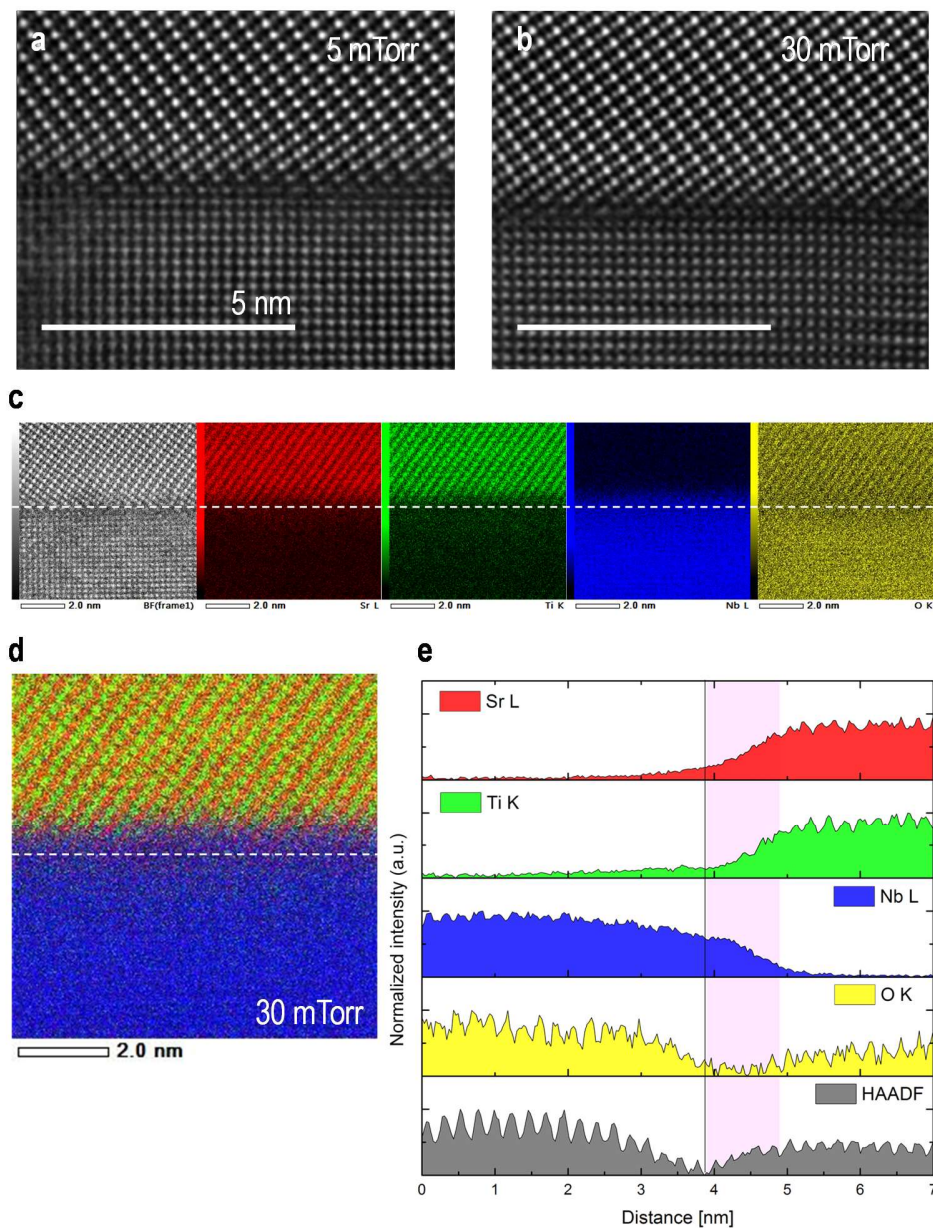 a
5 mTorr
5 nm
b
30 mTorr
c
2.0 nm BF(frame1)
2.0 nm Sr L
2.0 nm Ti K
2.0 nm Nb L
2.0 nm O K
d
30 mTorr
2.0 nm
e
Normalized intensity (a.u.)
Sr L
Ti K
Nb L
O K
HAADF
0 1 2 3 4 5 6 7
Distance [nm]